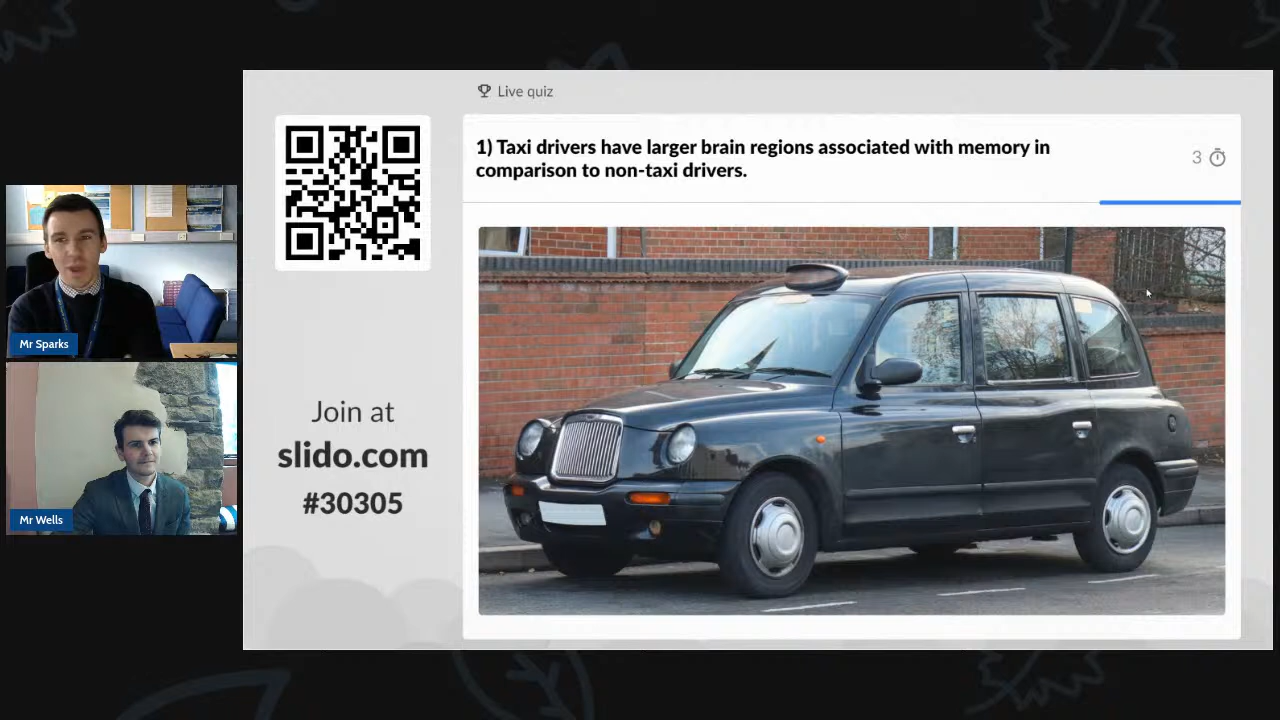 Live quiz
1) Taxi drivers have larger brain regions associated with memory in
comparison to non-taxi drivers.
3
Join at
slido.com
#30305
Mr Sparks
Mr Wells